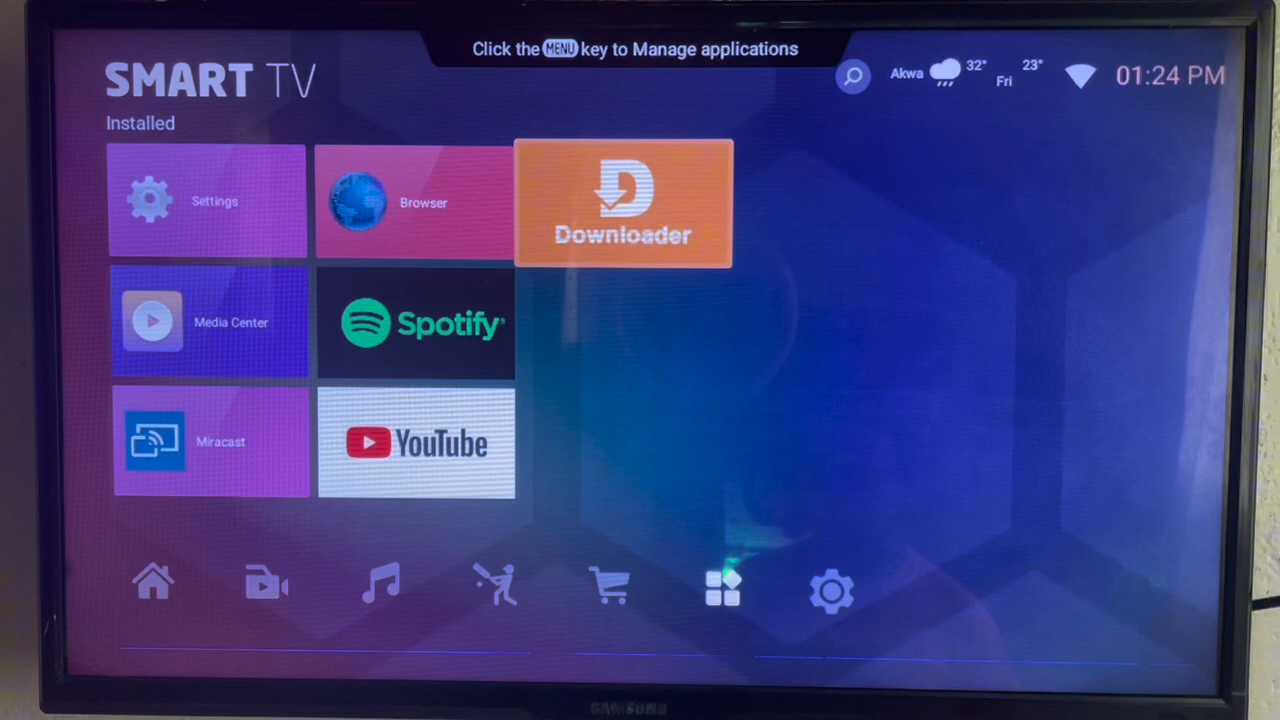 Click the MENU key to Manage applications
SMART TV
Akwa 32° Fri 23° 01:24 PM
Installed
Settings
Browser
Downloader
Media Center
Spotify®
Miracast
YouTube
SAMSUNG